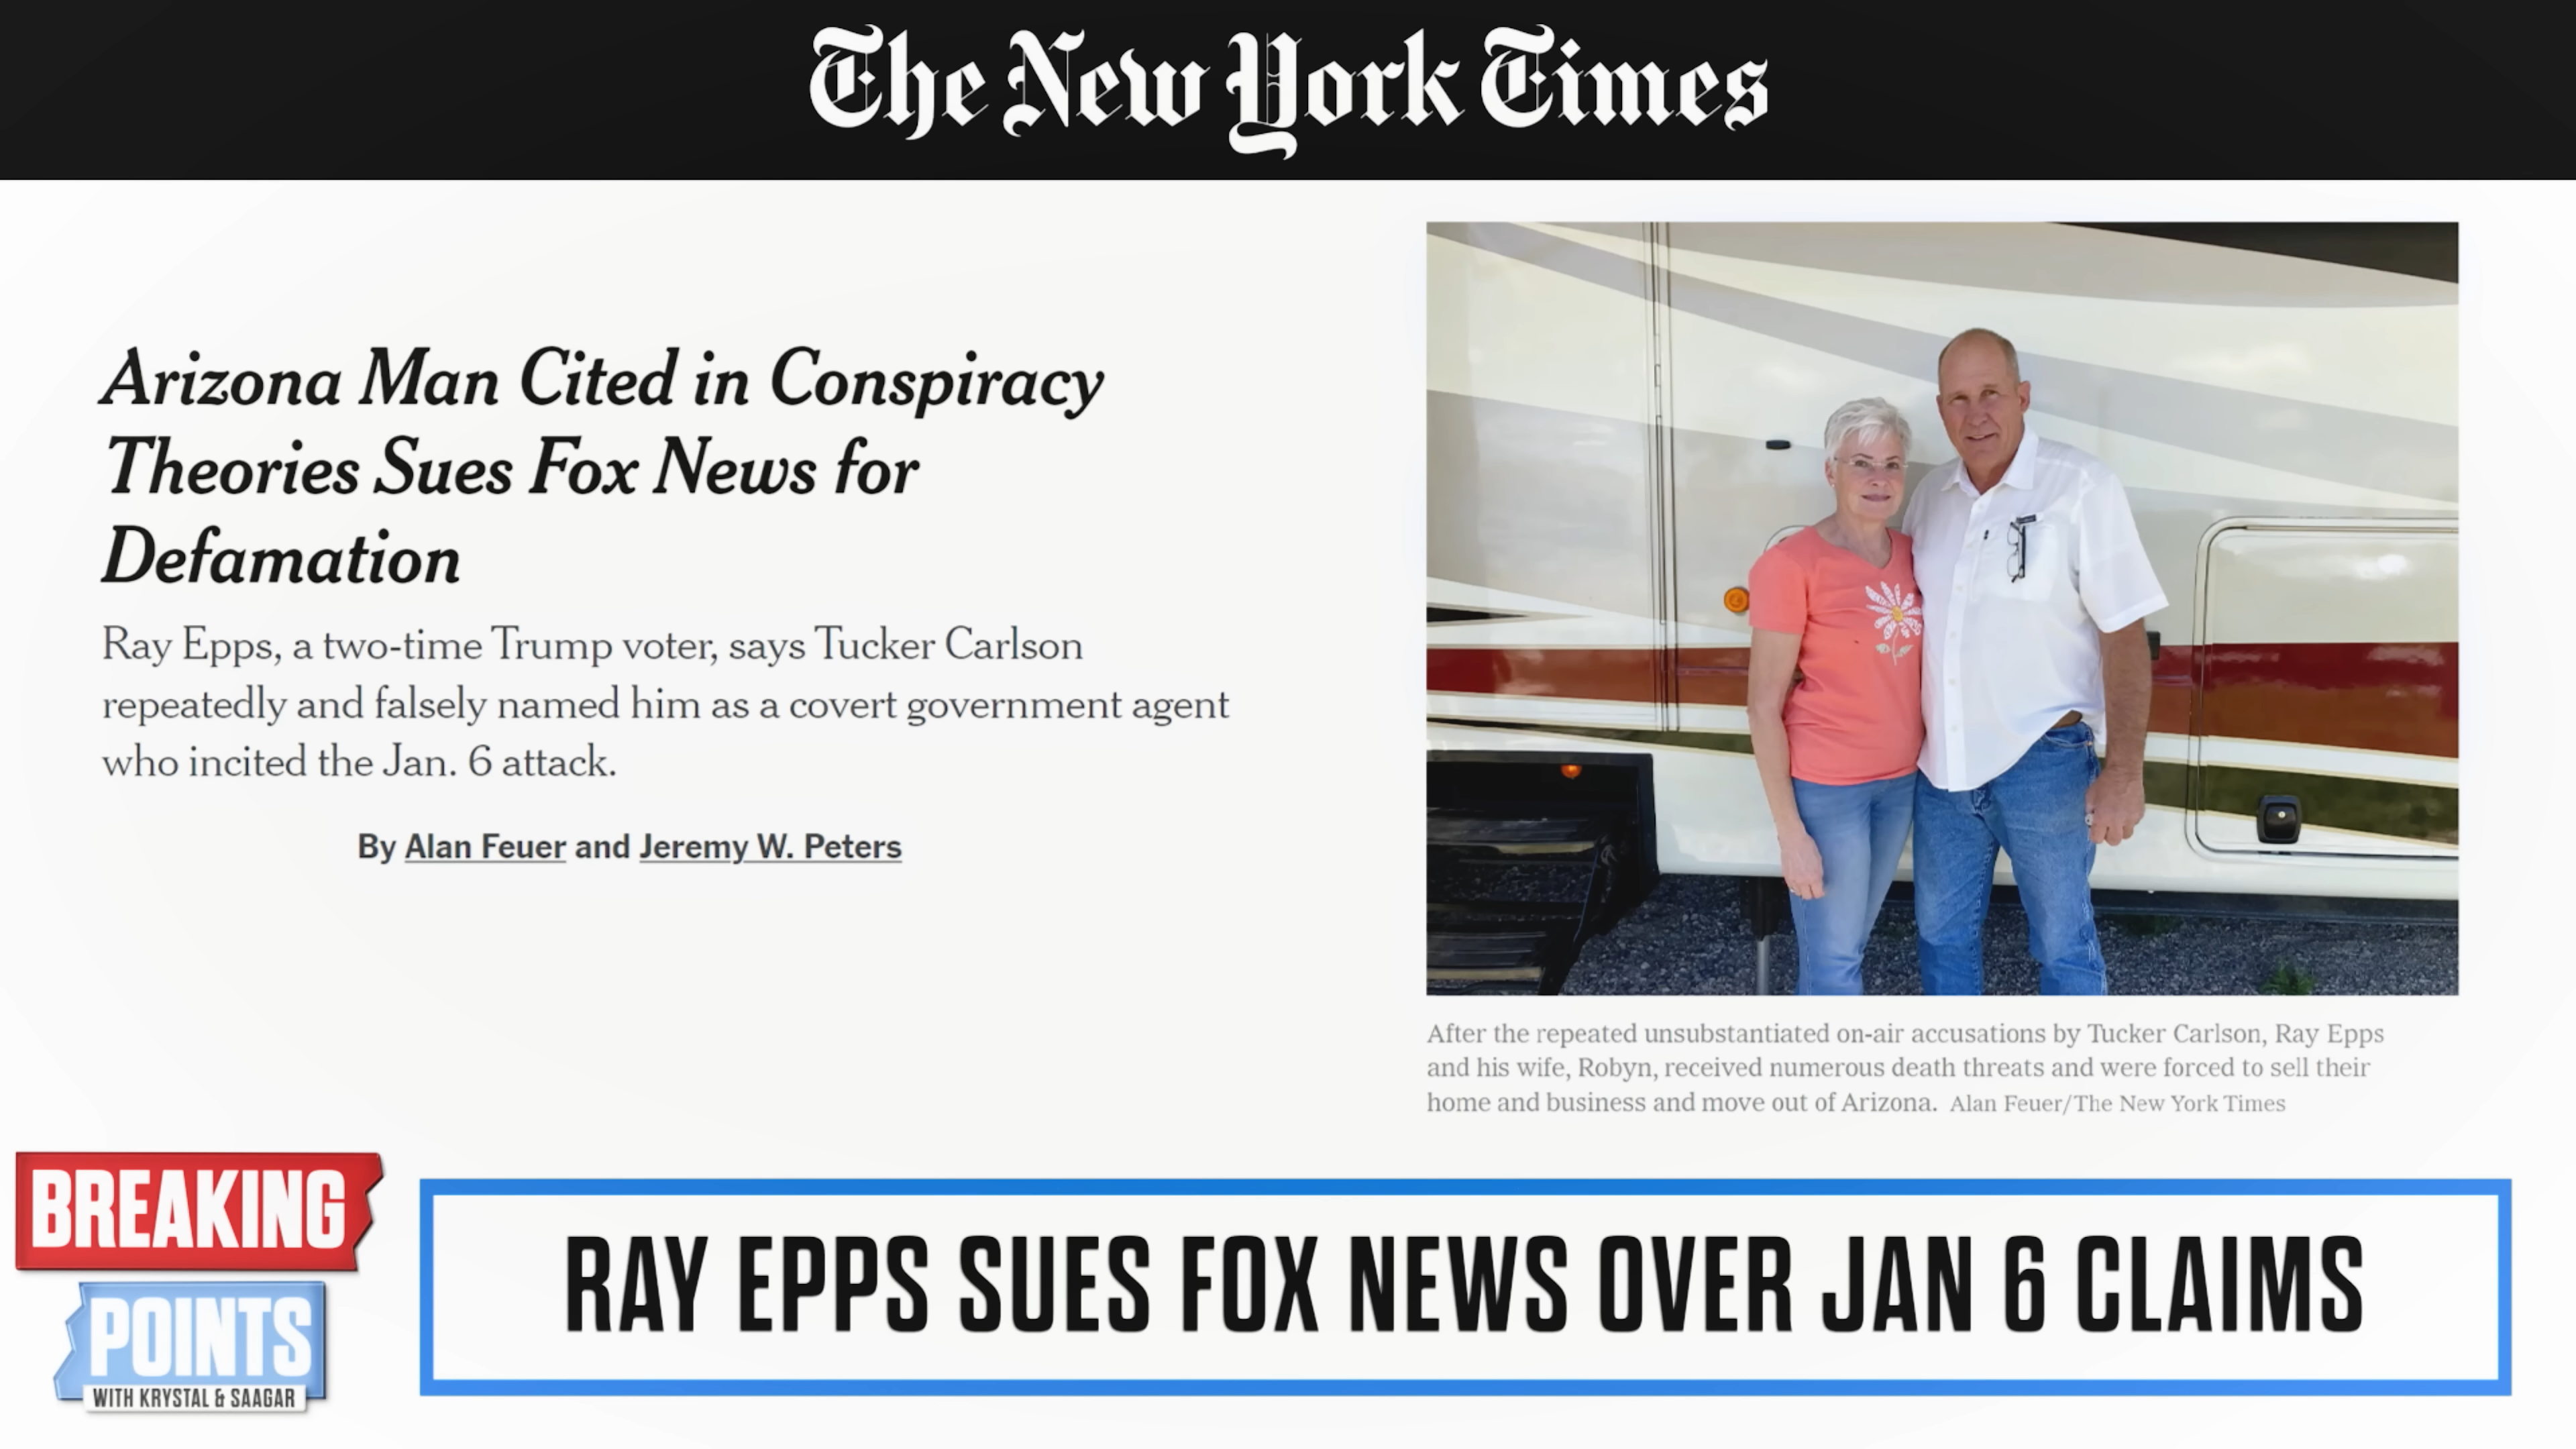 The New York Times
Arizona Man Cited in Conspiracy
Theories Sues Fox News for
Defamation
Ray Epps, a two-time Trump voter, says Tucker Carlson
repeatedly and falsely named him as a covert government agent
who incited the Jan. 6 attack.
By Alan Feuer and Jeremy W. Peters
After the repeated unsubstantiated on-air accusations by Tucker Carlson, Ray Epps
and his wife, Robyn, received numerous death threats and were forced to sell their
home and business and move out of Arizona. Alan Feuer/The New York Times
BREAKING
POINTS
WITH KRYSTAL & SAAGAR
RAY EPPS SUES FOX NEWS OVER JAN 6 CLAIMS